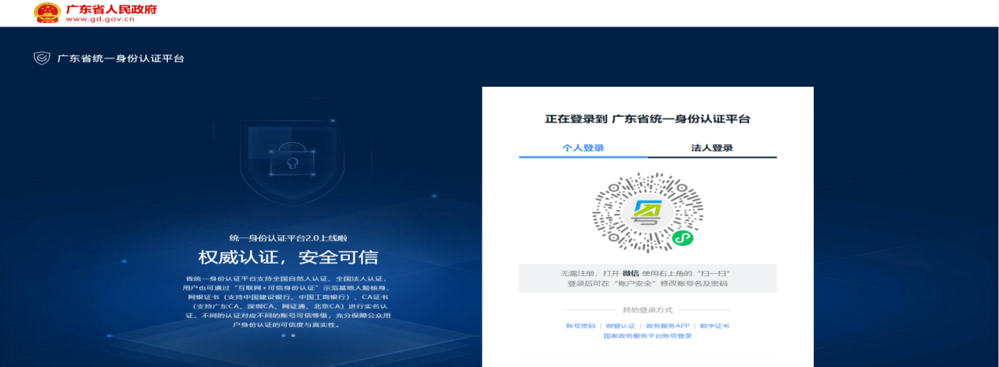 广东省人民政府
www.gd.gov.cn
广东省统一身份认证平台
统一身份认证平台2.0上线啦
权威认证，安全可信
省统一身份认证平台支持全国自然人认证、全国法人认证，
用户也可通过“互联网+可信身份认证”示范基地人脸核身、
网银证书（支持中国建设银行、中国工商银行）、CA证书
（支持广东CA、深圳CA、网证通、北京CA）进行实名认
证，不同的认证对应不同的账号可信等级，充分保障公众用
户身份认证的可信度与真实性。
正在登录到 广东省统一身份认证平台
个人登录 法人登录
无需注册，打开 微信 使用右上角的“扫一扫”
登录后可在“账户安全”修改账号名及密码
其他登录方式
账号密码 | 微警认证 | 政务服务APP | 数字证书
国家政务服务平台账号登录